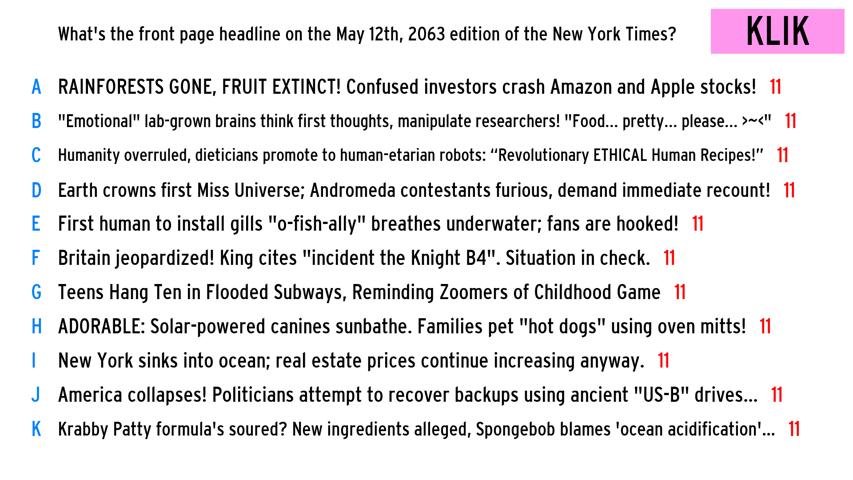 What's the front page headline on the May 12th, 2063 edition of the New York Times? KLIK
A RAINFORESTS GONE, FRUIT EXTINCT! Confused investors crash Amazon and Apple stocks! 11
B "Emotional" lab-grown brains think first thoughts, manipulate researchers! "Food... pretty... please... >~<" 11
C Humanity overruled, dieticians promote to human-etarian robots: “Revolutionary ETHICAL Human Recipes!” 11
D Earth crowns first Miss Universe; Andromeda contestants furious, demand immediate recount! 11
E First human to install gills "o-fish-ally" breathes underwater; fans are hooked! 11
F Britain jeopardized! King cites "incident the Knight B4". Situation in check. 11
G Teens Hang Ten in Flooded Subways, Reminding Zoomers of Childhood Game 11
H ADORABLE: Solar-powered canines sunbathe. Families pet "hot dogs" using oven mitts! 11
I New York sinks into ocean; real estate prices continue increasing anyway. 11
J America collapses! Politicians attempt to recover backups using ancient "US-B" drives... 11
K Krabby Patty formula's soured? New ingredients alleged, Spongebob blames 'ocean acidification'... 11